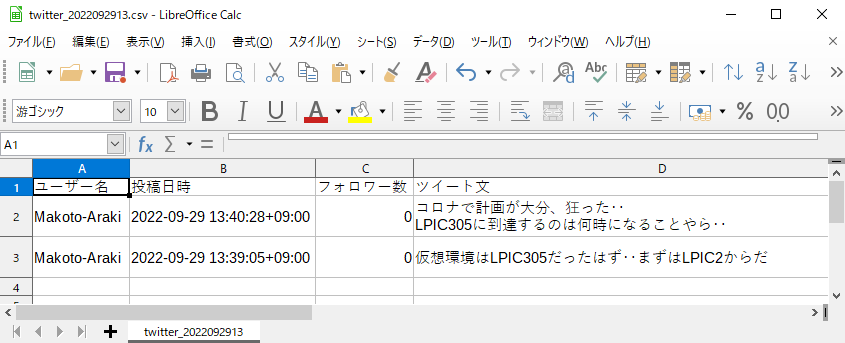 twitter_2022092913.csv - LibreOffice Calc
ファイル(F) 編集(E) 表示(V) 挿入(I) 書式(O) スタイル(Y) シート(S) データ(D) ツール(T) ウィンドウ(W) ヘルプ(H)
Abc A Z Z A
游ゴシック 10 B I U A % 0.0
A1 fx Σ =
A B C D
1 ユーザー名 投稿日時 フォロワー数 ツイート文
2 Makoto-Araki 2022-09-29 13:40:28+09:00 0 コロナで計画が大分、狂った‥
LPIC305に到達するのは何時になることやら‥
3 Makoto-Araki 2022-09-29 13:39:05+09:00 0 仮想環境はLPIC305だったはず‥まずはLPIC2からだ
4
twitter_2022092913